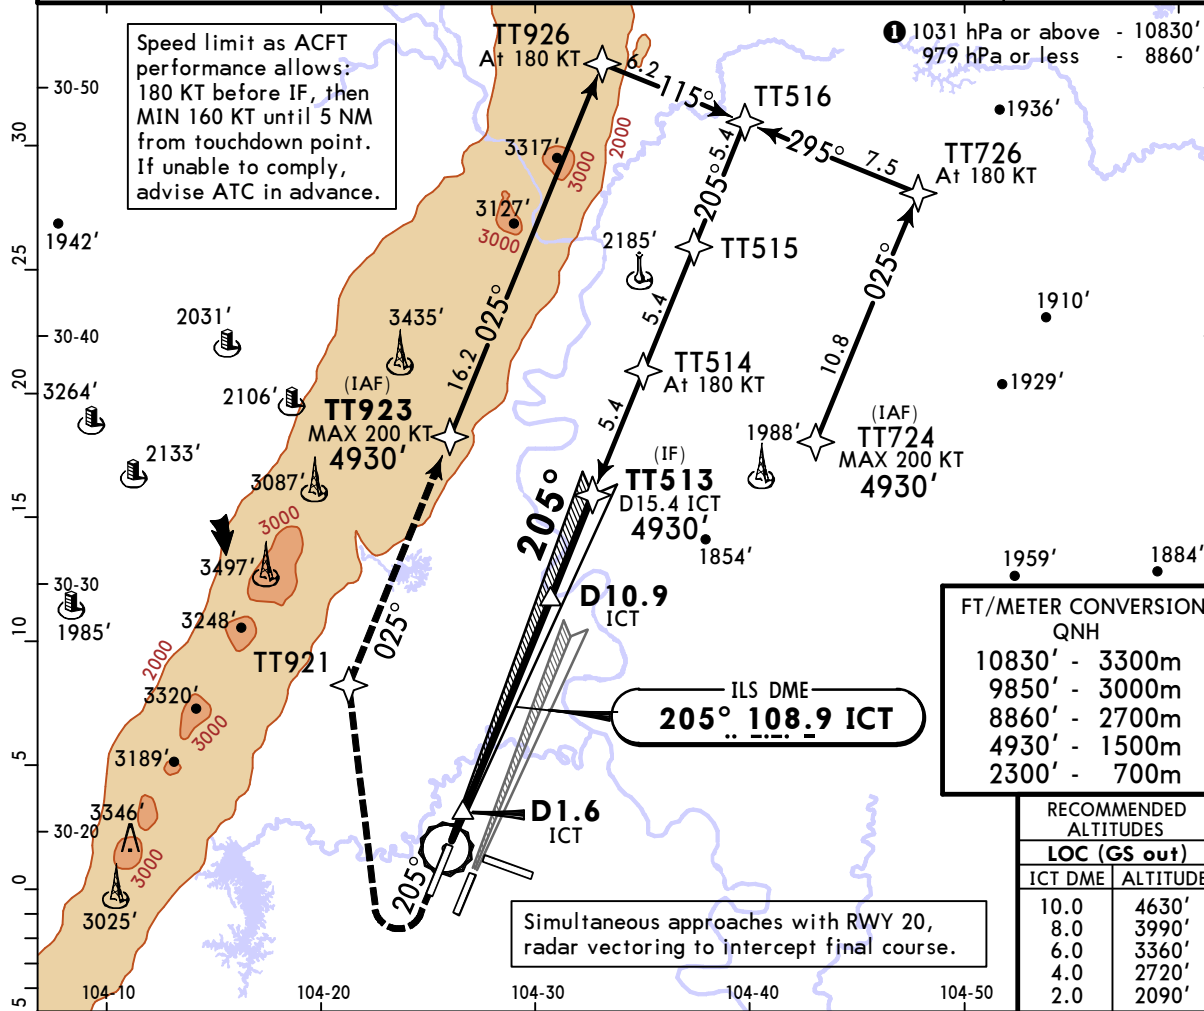 Speed limit as ACFT
performance allows:
180 KT before IF, then
MIN 160 KT until 5 NM
from touchdown point.
If unable to comply,
advise ATC in advance.
TT926
At 180 KT
❶ 1031 hPa or above - 10830'
979 hPa or less - 8860'
6.2
115°
TT516
1936'
30-50
30
3317'
3000
2000
5.4
295°
7.5
TT726
At 180 KT
205°
3127'
3000
1942'
25
2185'
TT515
025°
1910'
2031'
3435'
5.4
30-40
16.2
025°
10.8
TT514
At 180 KT
1929'
20
3264'
2106'
(IAF)
TT923
MAX 200 KT
4930'
5.4
(IAF)
TT724
MAX 200 KT
4930'
1988'
2133'
3087'
(IF)
TT513
D15.4 ICT
4930'
205°
15
3000
1854'
3497'
30-30
1959'
1884'
D10.9
ICT
1985'
3248'
025°
10
2000
TT921
FT/METER CONVERSION
QNH
10830' - 3300m
9850' - 3000m
8860' - 2700m
4930' - 1500m
2300' - 700m
ILS DME
205° 108.9 ICT
3320'
3000
3189'
5
3346'
3000
D1.6
ICT
30-20
205°
0
3025'
RECOMMENDED
ALTITUDES
LOC (GS out)
ICT DME ALTITUDE
10.0 4630'
8.0 3990'
6.0 3360'
4.0 2720'
2.0 2090'
Simultaneous approaches with RWY 20,
radar vectoring to intercept final course.
5
104-10
104-20
104-30
104-40
104-50